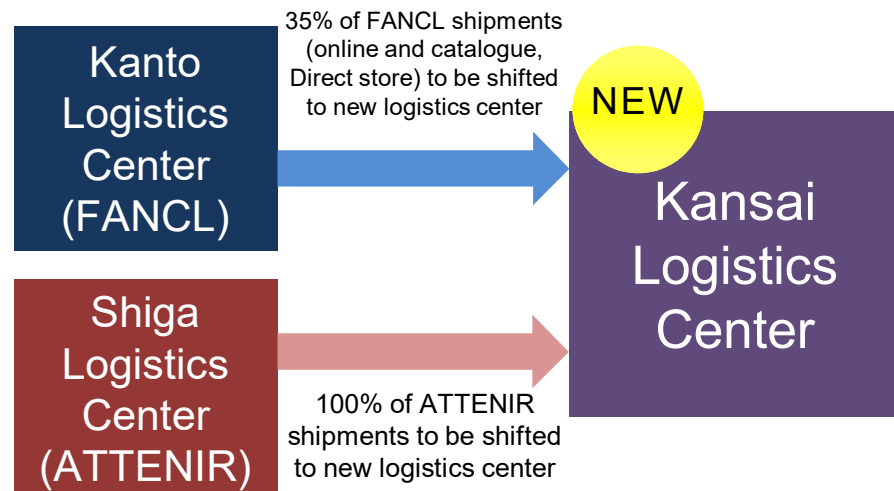 Kanto
Logistics
Center
(FANCL)
35% of FANCL shipments
(online and catalogue,
Direct store) to be shifted
to new logistics center
NEW
Kansai
Logistics
Center
Shiga
Logistics
Center
(ATTENIR)
100% of ATTENIR
shipments to be shifted
to new logistics center